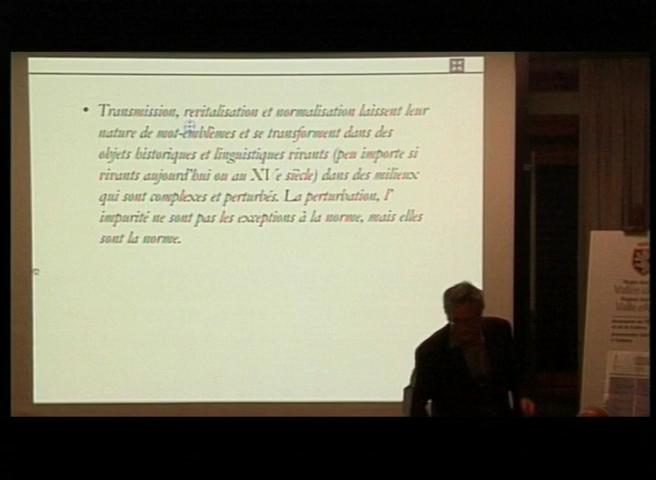 • Transmission, revitalisation et normalisation laissent leur
nature de mot-emblèmes et se transforment dans des
objets historiques et linguistiques vivants (peu importe si
vivants aujourd'hui ou au XV e siècle) dans des milieux
qui sont complexes et perturbés. La perturbation, l'
impurité ne sont pas les exceptions à la norme, mais elles
sont la norme.